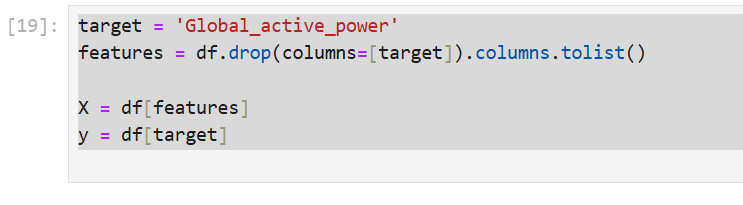 [19]: target = 'Global_active_power'
features = df.drop(columns=[target]).columns.tolist()
X = df[features]
y = df[target]